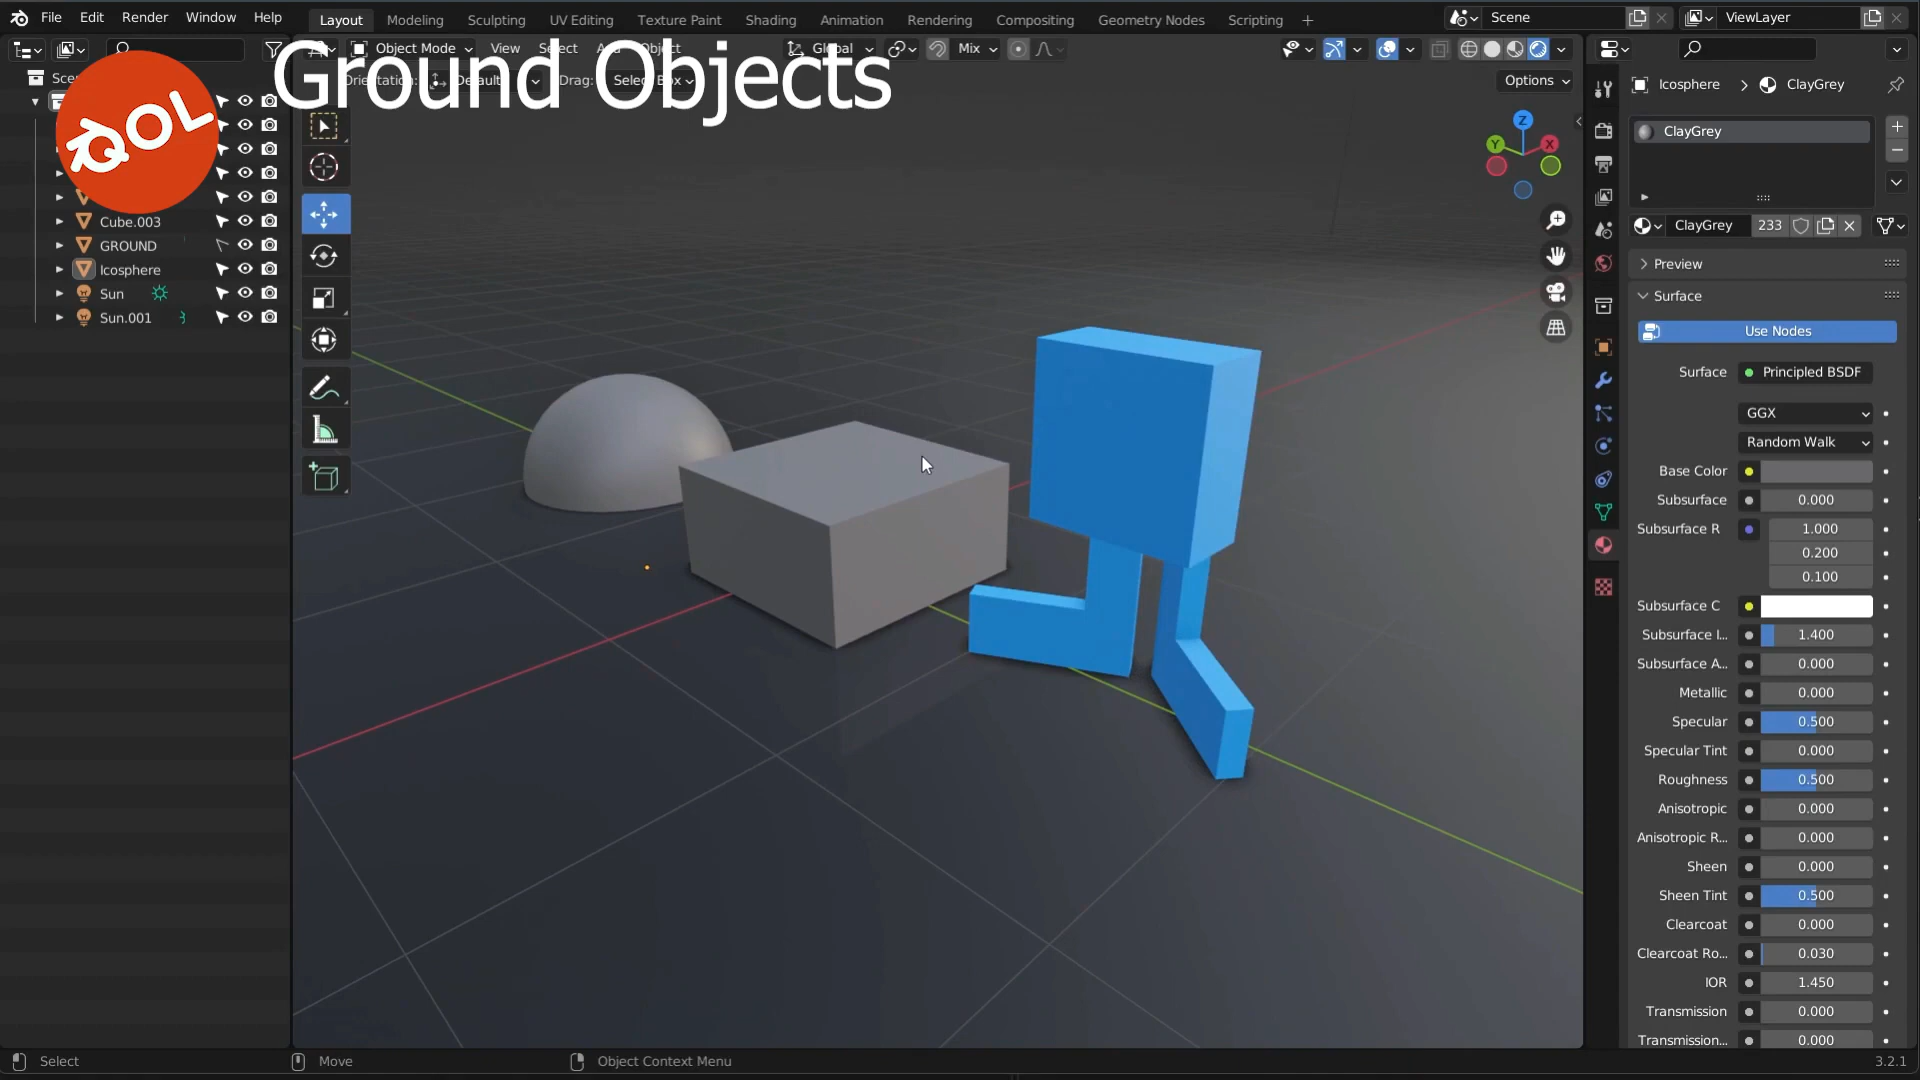 File Edit Render Window Help
Layout Modeling Sculpting UV Editing Texture Paint Shading Animation Rendering Compositing Geometry Nodes Scripting +
Scene
ViewLayer
Object Mode View Select Object Global Mix
Ground Objects
Drag: Select Box
Options
QOL
Cube.003
GROUND
Icosphere
Sun
Sun.001
Z
Y
X
Icosphere > ClayGrey
ClayGrey
ClayGrey 233
Preview
Surface
Use Nodes
Surface Principled BSDF
GGX
Random Walk
Base Color
Subsurface 0.000
Subsurface R 1.000
0.200
0.100
Subsurface C
Subsurface I... 1.400
Subsurface A... 0.000
Metallic 0.000
Specular 0.500
Specular Tint 0.000
Roughness 0.500
Anisotropic 0.000
Anisotropic R... 0.000
Sheen 0.000
Sheen Tint 0.500
Clearcoat 0.000
Clearcoat Ro... 0.030
IOR 1.450
Transmission 0.000
Transmission... 0.000
Select Move Object Context Menu 3.2.1